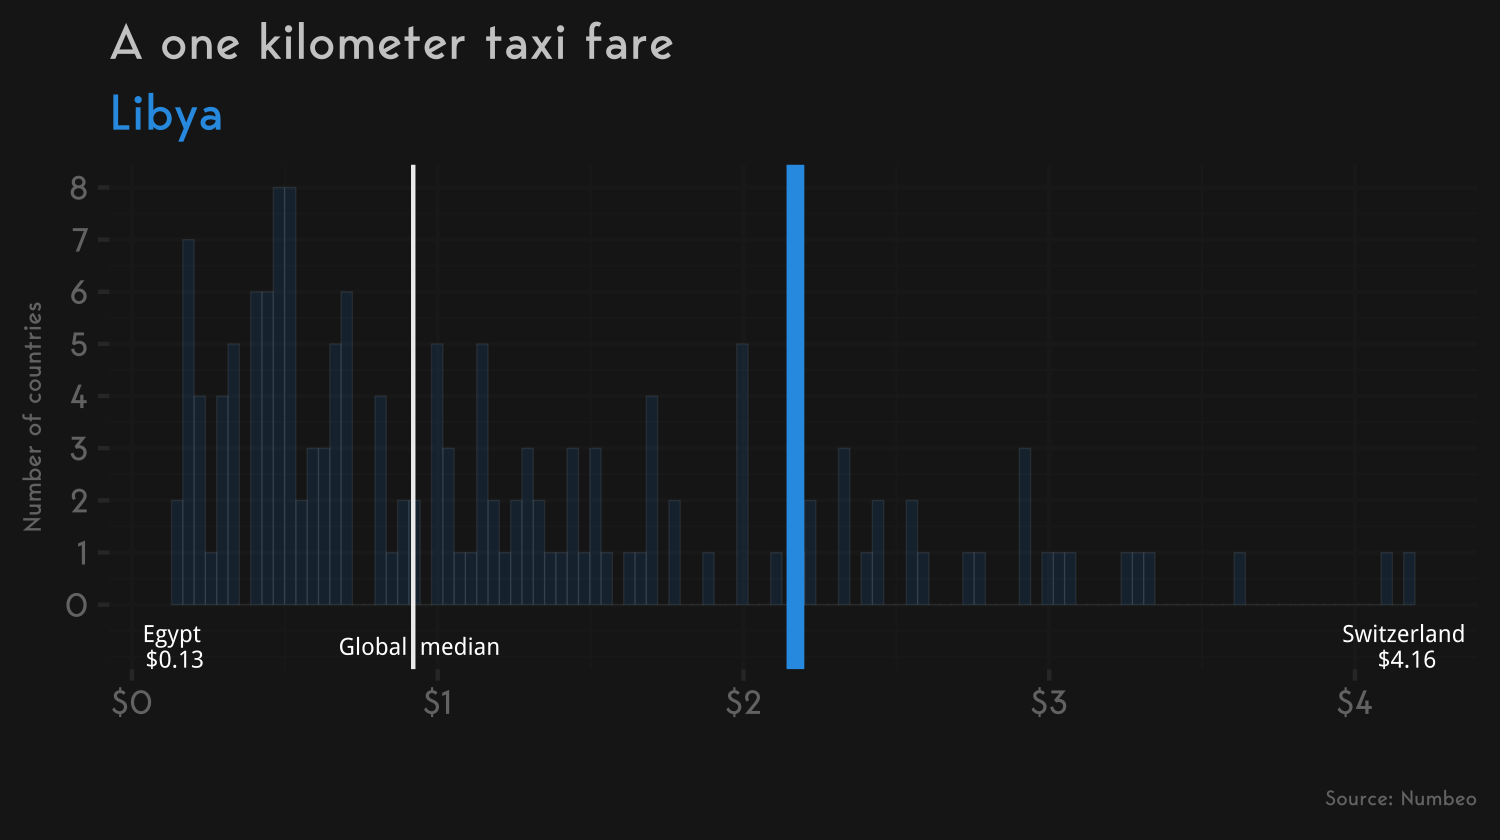 A one kilometer taxi fare
Libya
Number of countries
8
7
6
5
4
3
2
1
0
Egypt
$0.13
Global median
Switzerland
$4.16
$0
$1
$2
$3
$4
Source: Numbeo